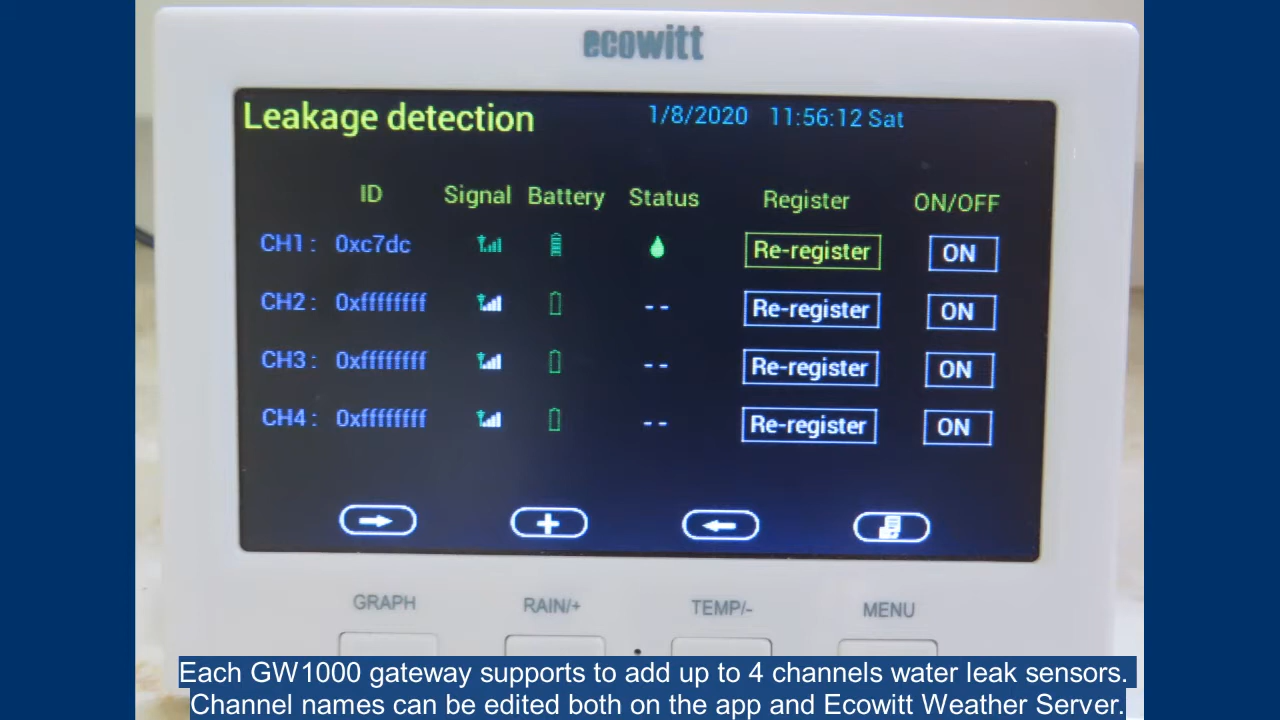 ecowitt
Leakage detection 1/8/2020 11:56:12 Sat
ID Signal Battery Status Register ON/OFF
CH1 : 0xc7dc Re-register ON
CH2 : 0xffffffff -- Re-register ON
CH3 : 0xffffffff -- Re-register ON
CH4 : 0xffffffff -- Re-register ON
GRAPH RAIN/+ TEMP/- MENU
Each GW1000 gateway supports to add up to 4 channels water leak sensors.
Channel names can be edited both on the app and Ecowitt Weather Server.